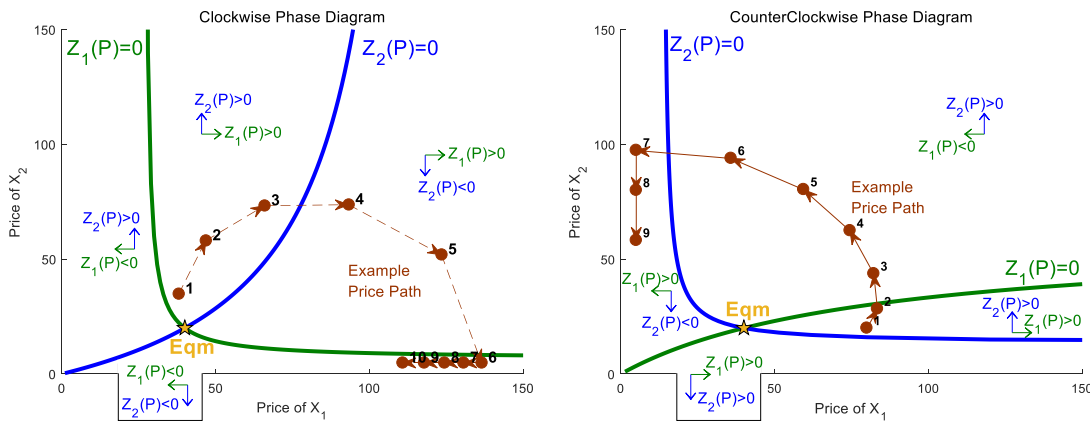 Clockwise Phase Diagram
150
100
50
0
Price of X2
Z1(P)=0
Z2(P)=0
Z2(P)>0
Z1(P)>0
Z1(P)>0
Z2(P)<0
Z2(P)>0
Z1(P)<0
1
2
3
4
5
6
7
8
9
10
Example
Price Path
Eqm
Z1(P)<0
Z2(P)<0
0
50
100
150
Price of X1
CounterClockwise Phase Diagram
150
100
50
0
Price of X2
Z2(P)=0
Z2(P)>0
Z1(P)<0
7
6
8
5
9
4
3
2
1
Example
Price Path
Z1(P)=0
Z1(P)>0
Z2(P)<0
Z2(P)>0
Z1(P)>0
Eqm
Z1(P)>0
Z2(P)>0
0
50
100
150
Price of X1